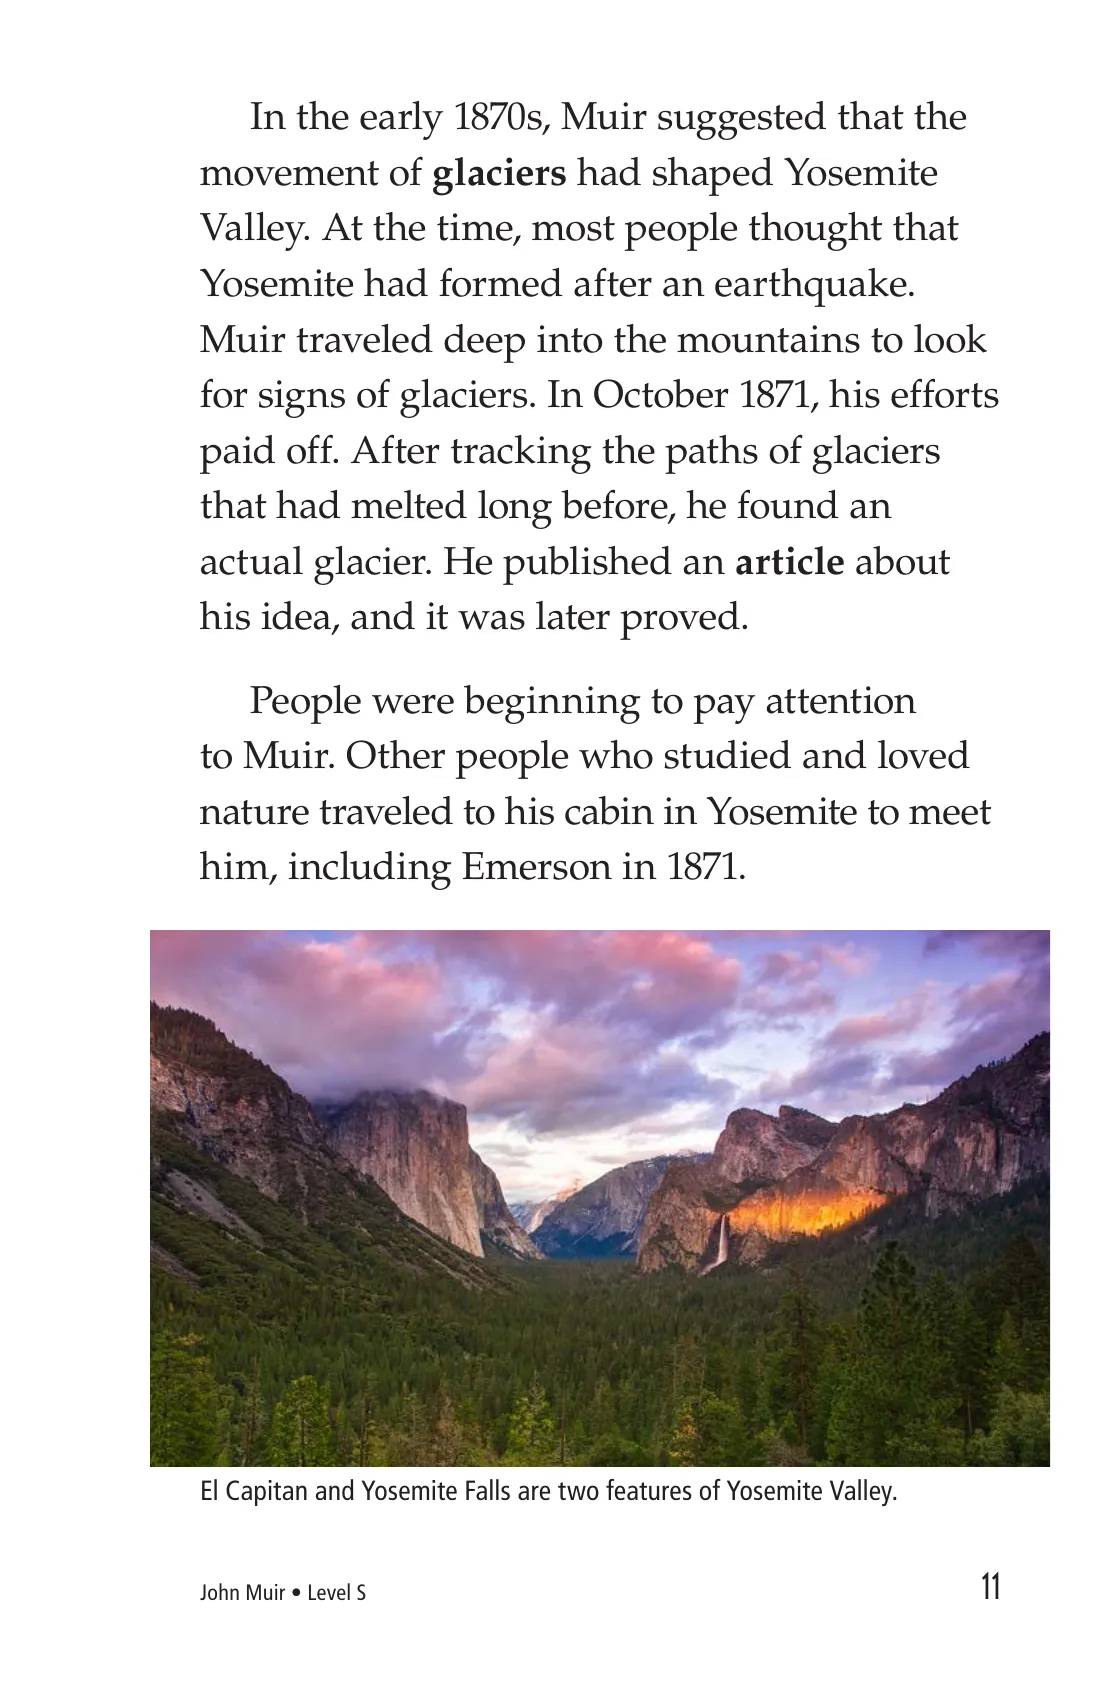 In the early 1870s, Muir suggested that the
movement of glaciers had shaped Yosemite
Valley. At the time, most people thought that
Yosemite had formed after an earthquake.
Muir traveled deep into the mountains to look
for signs of glaciers. In October 1871, his efforts
paid off. After tracking the paths of glaciers
that had melted long before, he found an
actual glacier. He published an article about
his idea, and it was later proved.
People were beginning to pay attention
to Muir. Other people who studied and loved
nature traveled to his cabin in Yosemite to meet
him, including Emerson in 1871.
El Capitan and Yosemite Falls are two features of Yosemite Valley.
John Muir • Level S
11